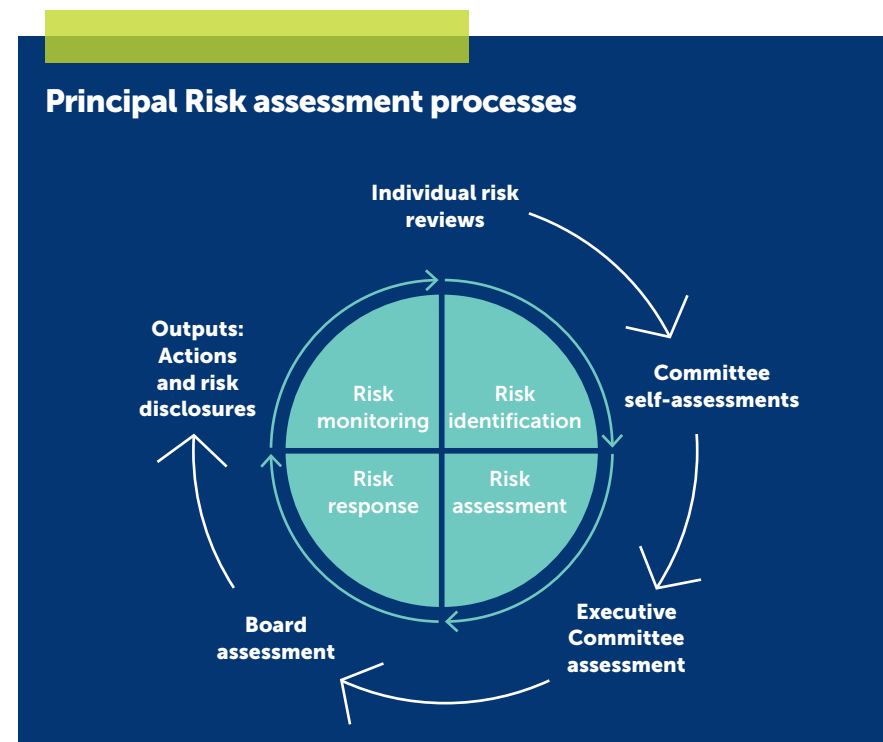 Principal Risk assessment processes
Individual risk
reviews
Committee
self-assessments
Executive
Committee
assessment
Board
assessment
Outputs:
Actions
and risk
disclosures
Risk
monitoring
Risk
identification
Risk
response
Risk
assessment